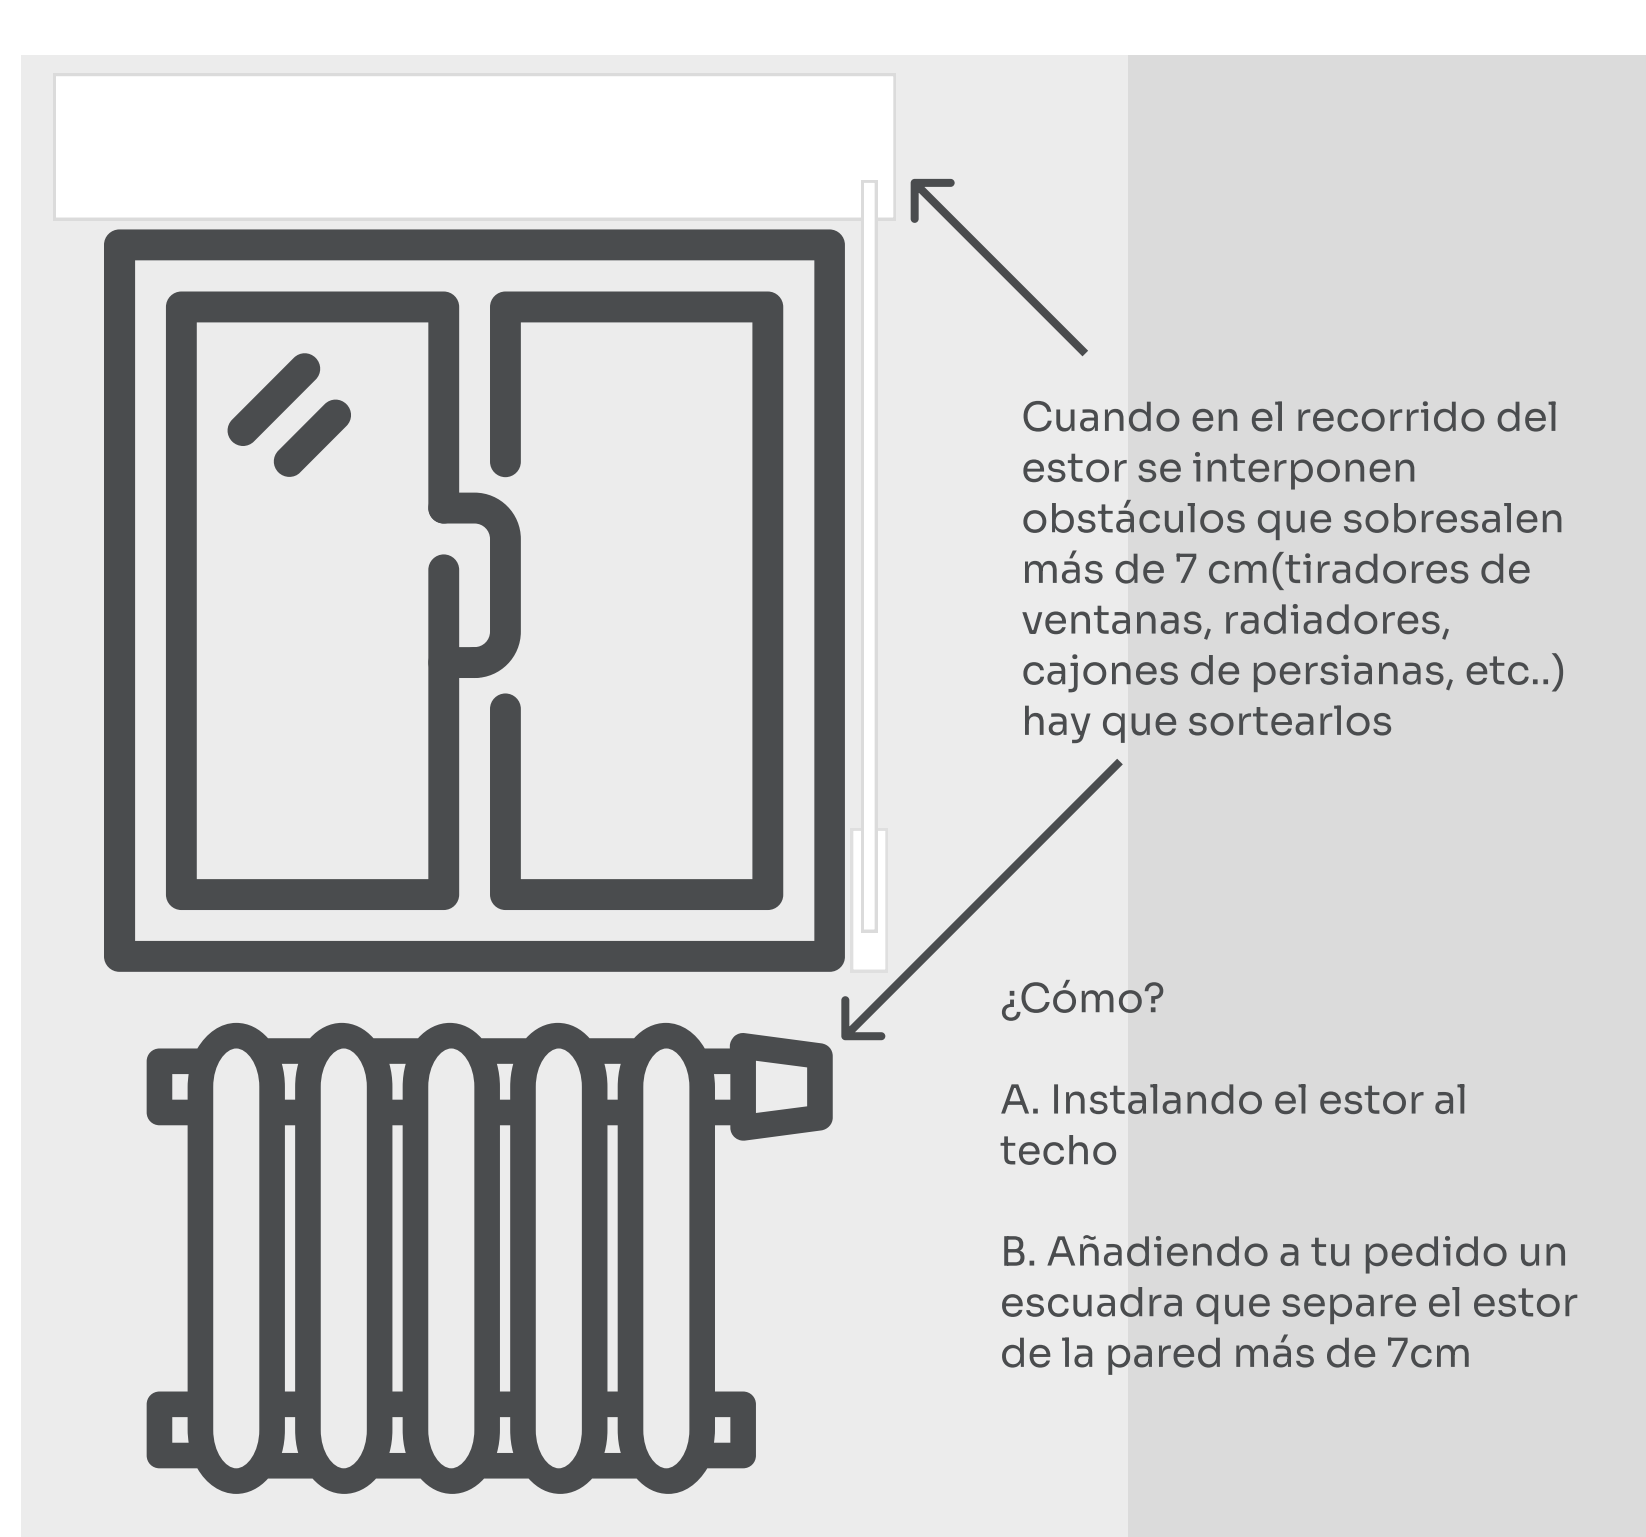 Cuando en el recorrido del
estor se interponen
obstáculos que sobresalen
más de 7 cm(tiradores de
ventanas, radiadores,
cajones de persianas, etc..)
hay que sortearlos
¿Cómo?
A. Instalando el estor al
techo
B. Añadiendo a tu pedido un
escuadra que separe el estor
de la pared más de 7cm